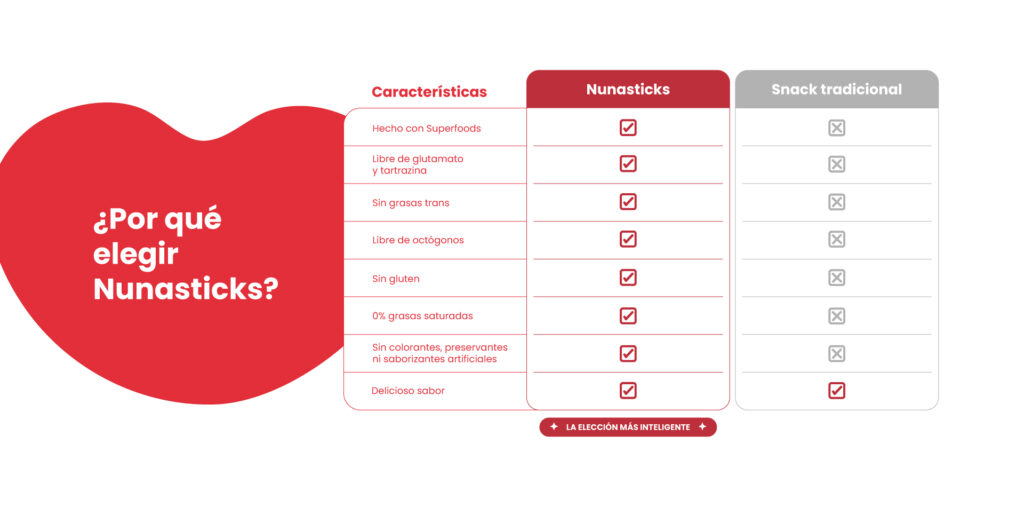 ¿Por qué
elegir
Nunasticks?
Características
Nunasticks
Snack tradicional
Hecho con Superfoods
Libre de glutamato
y tartrazina
Sin grasas trans
Libre de octógonos
Sin gluten
0% grasas saturadas
Sin colorantes, preservantes
ni saborizantes artificiales
Delicioso sabor
LA ELECCIÓN MÁS INTELIGENTE